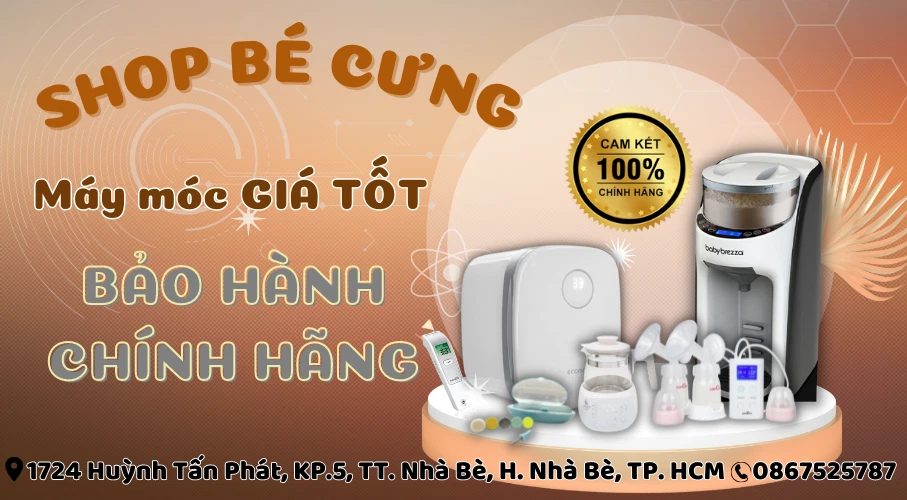 SHOP BÉ CƯNG
Máy móc GIÁ TỐT
BẢO HÀNH
CHÍNH HÃNG
CAM KẾT
100%
CHÍNH HÃNG
babybrezza
33
1724 Huỳnh Tấn Phát, KP.5, TT. Nhà Bè, H. Nhà Bè, TP. HCM 0867525787